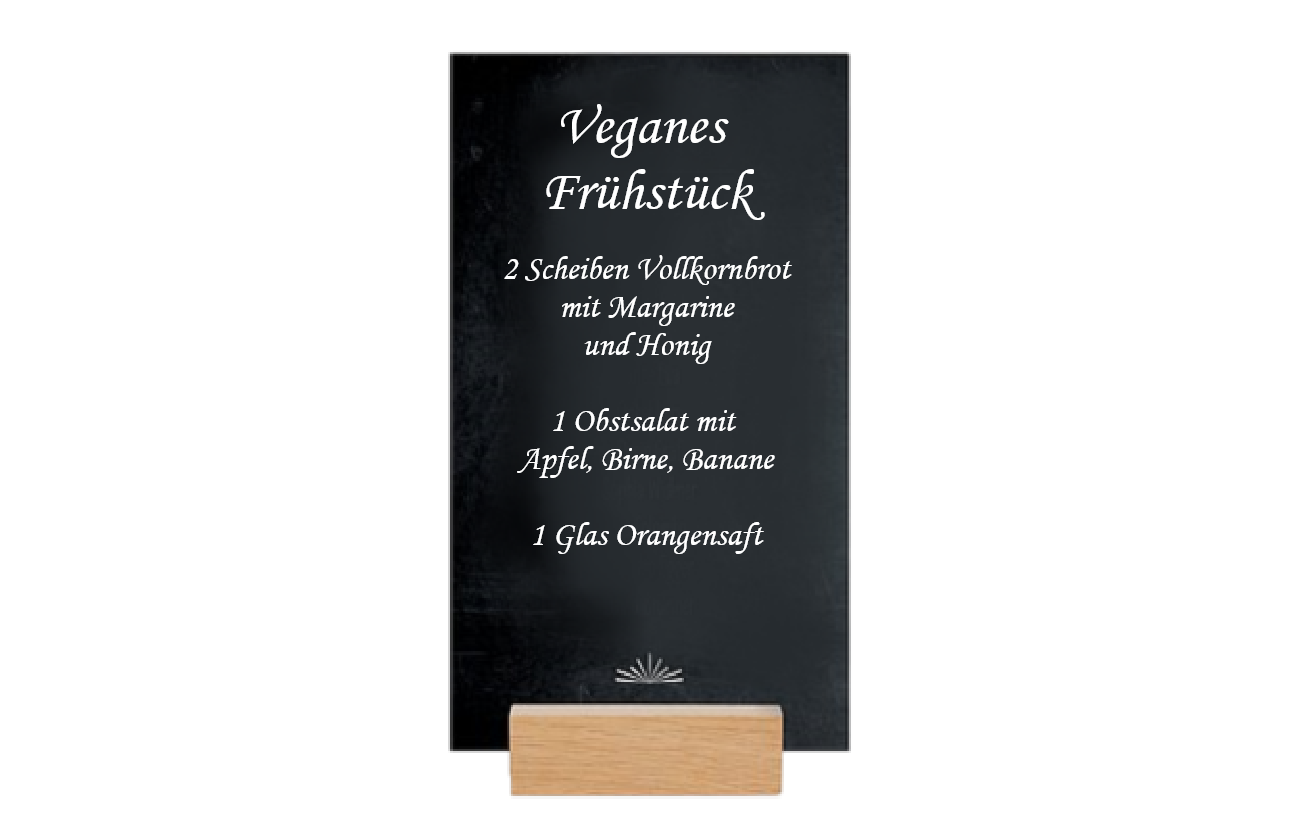 Veganes
Frühstück
2 Scheiben Vollkornbrot
mit Margarine
und Honig
1 Obstsalat mit
Apfel, Birne, Banane
1 Glas Orangensaft